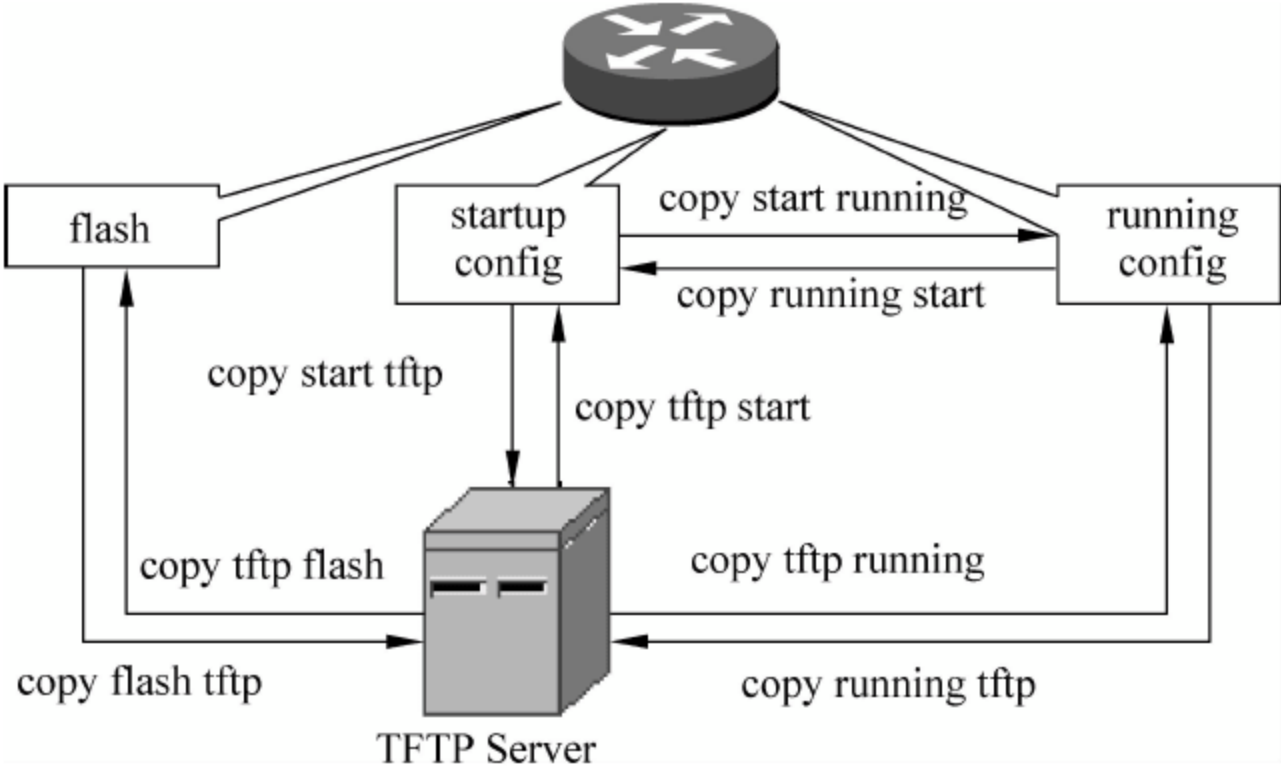 flash
startup
config
copy start running
running
config
copy running start
copy start tftp
copy tftp start
copy tftp flash
copy tftp running
copy flash tftp
copy running tftp
TFTP Server